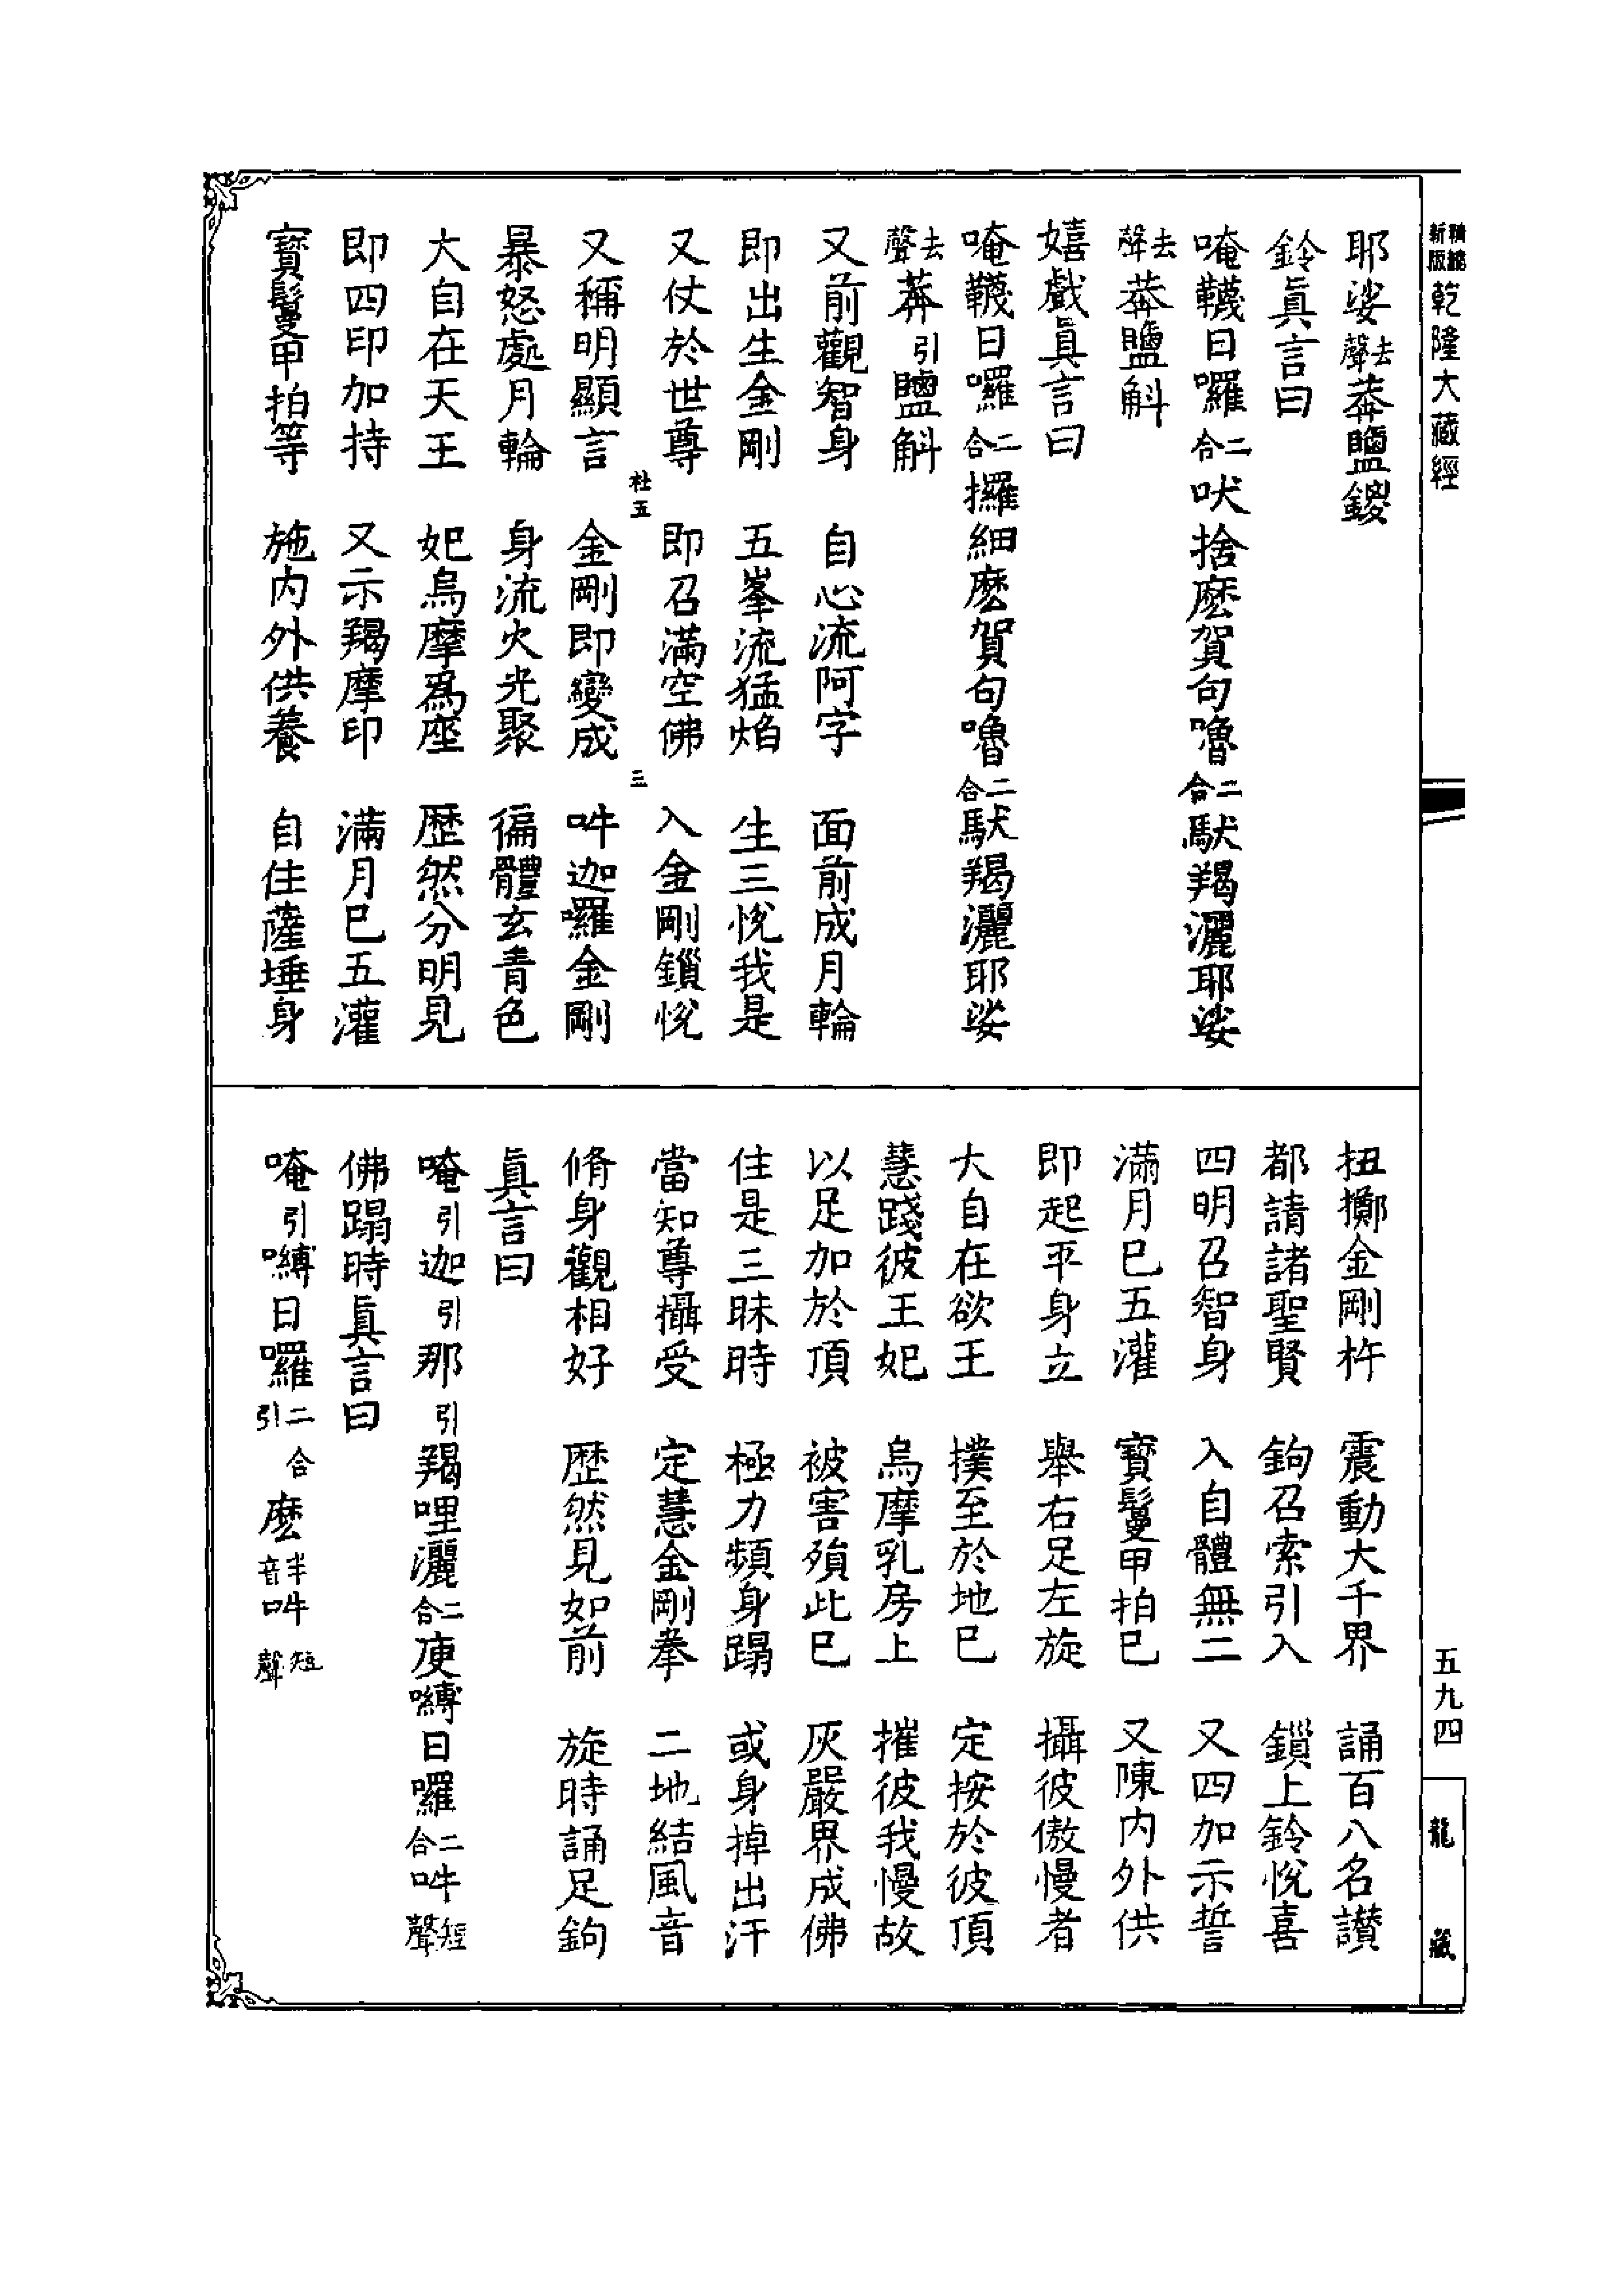 新版精縮乾隆大藏經
耶娑去聲莽鹽鑁
鈴眞言曰
唵韈日囉二合吠捨麽賀句嚕二合馱羯灑耶娑
去聲莽鹽斛
嬉戲眞言曰
唵韈日囉二合攞細麽賀句嚕二合馱羯灑耶娑
去聲莽引鹽斛
又前觀智身 自心流阿字 面前成月輪
即出生金剛 五峯流猛焰 生三悅我是
又仗於世尊 即召滿空佛 入金剛鎖悅
杜五 三
又稱明顯言 金剛即變成 吽迦囉金剛
暴怒處月輪 身流火光聚 徧體玄青色
大自在天王 妃烏摩爲座 歷然分明見
即四印加持 又示羯摩印 滿月巳五灌
寶鬘甲拍等 施內外供養 自住薩埵身
扭擲金剛杵 震動大千界 誦百八名讃
都請諸聖賢 鉤召索引入 鎖上鈴悅喜
四明召智身 入自體無二 又四加示誓
滿月巳五灌 寶鬘甲拍巳 又陳內外供
即起平身立 舉右足左旋 攝彼傲慢者
大自在欲王 撲至於地巳 定按於彼頂
慧踐彼王妃 烏摩乳房上 摧彼我慢故
以足加於頂 被害殞此巳 灰嚴界成佛
住是三昧時 極力頻身蹋 或身掉出汗
當知尊攝受 定慧金剛拳 二地結風音
脩身觀相好 歷然見如前 旋時誦足鉤
眞言曰
唵引迦引那引羯哩灑二合庾嚩日囉二合吽短聲
佛蹋時眞言曰
唵引嚩日囉二合引麽半音吽短聲
五九四
龍藏